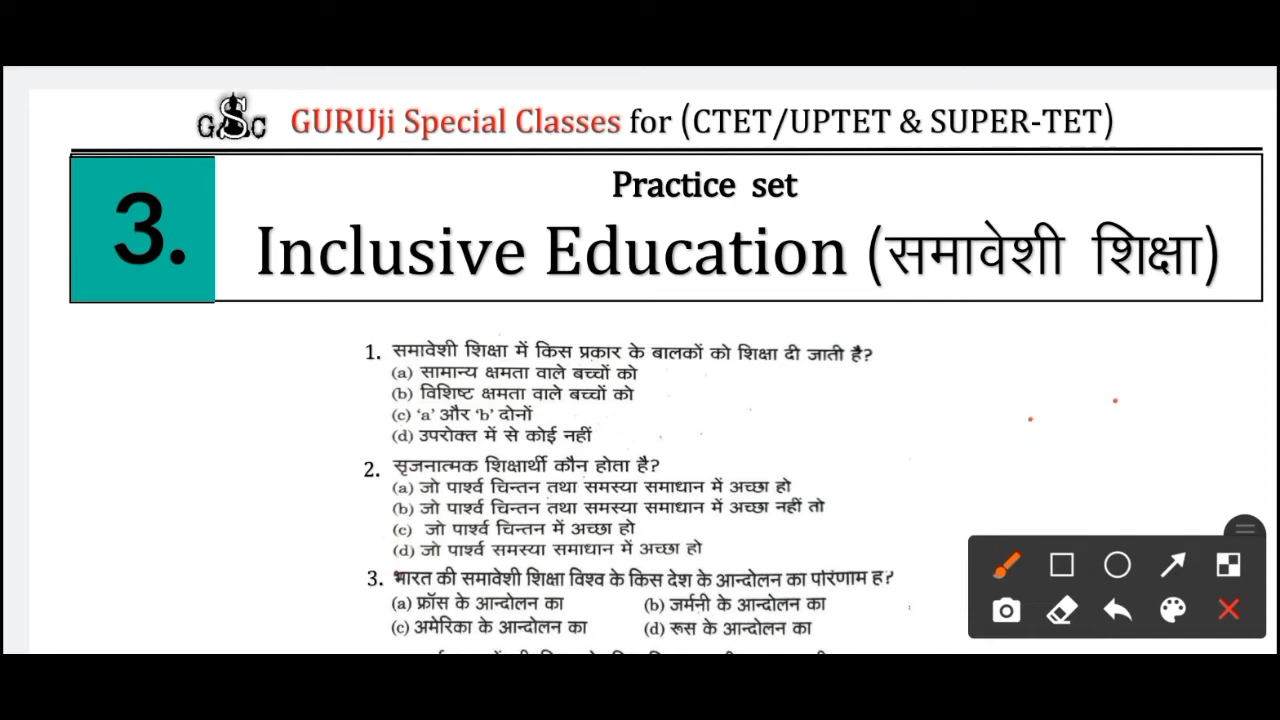 GSC GURUji Special Classes for (CTET/UPTET & SUPER-TET)
3.
Practice set
Inclusive Education (समावेशी शिक्षा)
1. समावेशी शिक्षा में किस प्रकार के बालकों को शिक्षा दी जाती है?
(a) सामान्य क्षमता वाले बच्चों को
(b) विशिष्ट क्षमता वाले बच्चों को
(c) 'a' और 'b' दोनों
(d) उपरोक्त में से कोई नहीं
2. सृजनात्मक शिक्षार्थी कौन होता है?
(a) जो पार्श्व चिन्तन तथा समस्या समाधान में अच्छा हो
(b) जो पार्श्व चिन्तन तथा समस्या समाधान में अच्छा नहीं तो
(c) जो पार्श्व चिन्तन में अच्छा हो
(d) जो पार्श्व समस्या समाधान में अच्छा हो
3. भारत की समावेशी शिक्षा विश्व के किस देश के आन्दोलन का परिणाम ह?
(a) फ्रॉस के आन्दोलन का (b) जर्मनी के आन्दोलन का
(c) अमेरिका के आन्दोलन का (d) रूस के आन्दोलन का